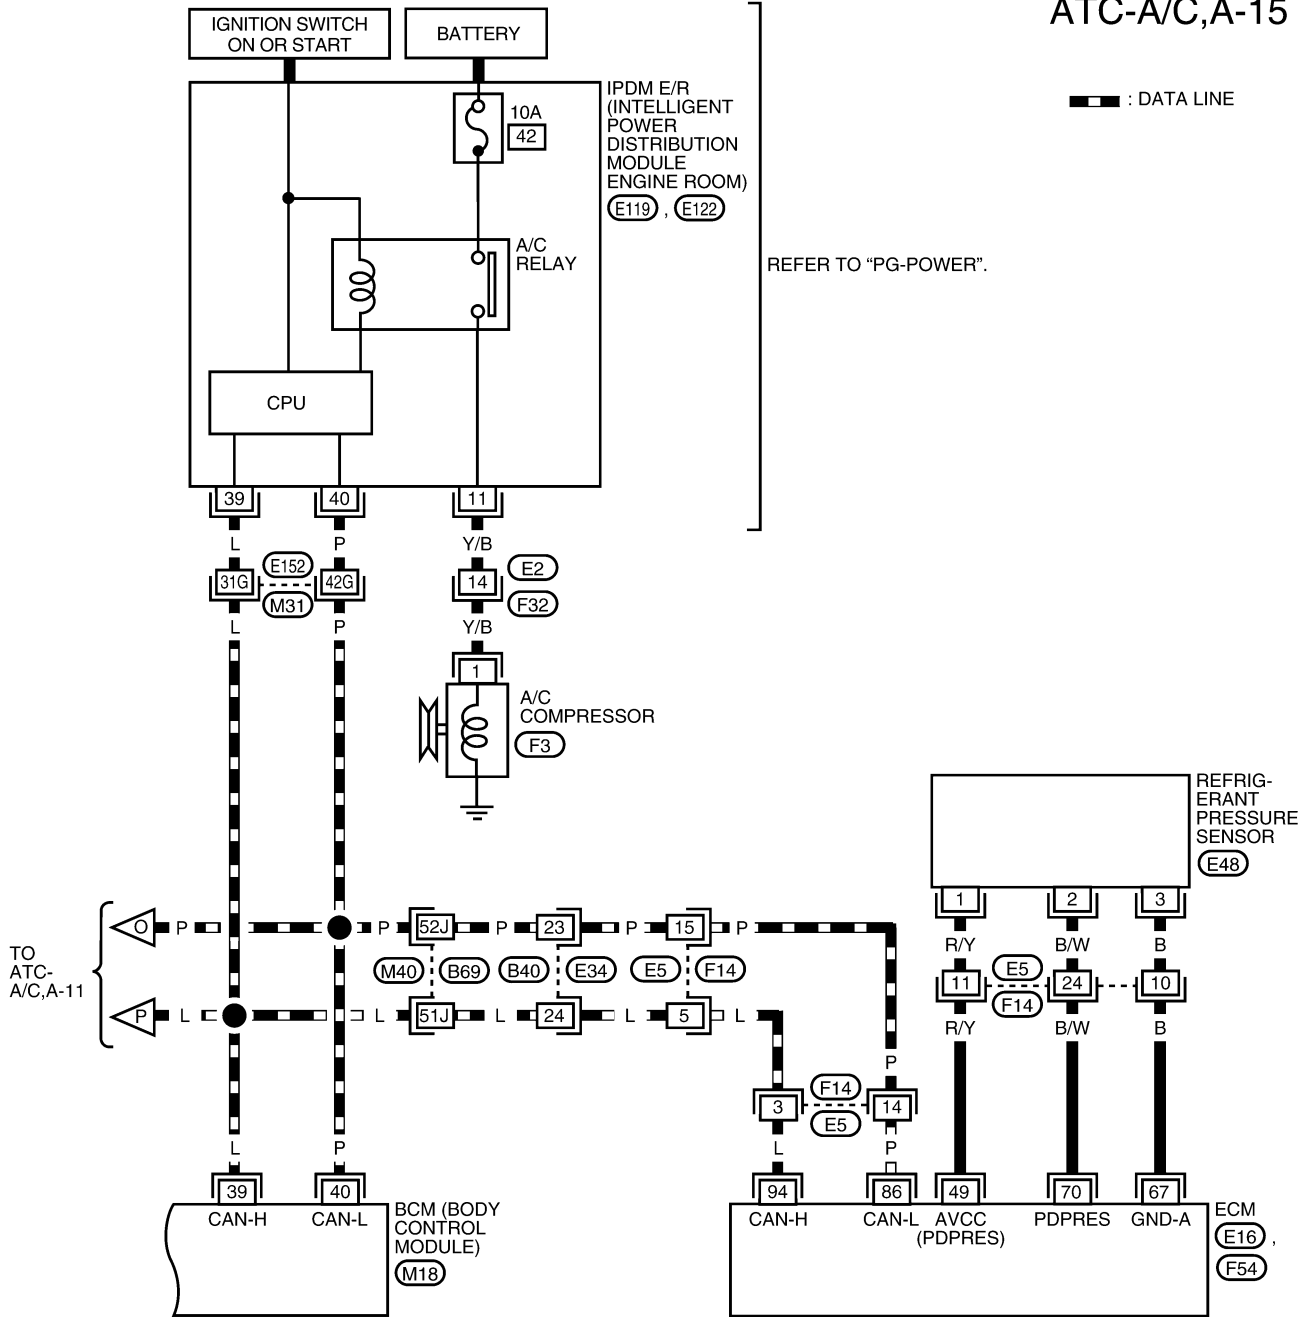 ATC-A/C,A-15
IGNITION SWITCH
ON OR START
BATTERY
: DATA LINE
10A
42
IPDM E/R
(INTELLIGENT
POWER
DISTRIBUTION
MODULE
ENGINE ROOM)
E119 , E122
A/C
RELAY
REFER TO “PG-POWER”.
CPU
39 40 11
L P Y/B
31G E152 42G 14 E2
M31 F32
L P Y/B
1
A/C
COMPRESSOR
F3
REFRIG-
ERANT
PRESSURE
SENSOR
E48
1 2 3
R/Y B/W B
11 E5 24 10
F14
R/Y B/W B
TO
ATC-
A/C,A-11
O P P 52J P 23 P 15 P
M40 B69 B40 E34 E5 F14
P L L 51J L 24 L 5 L
P
3 F14 14
E5
L P
L P
39 40
CAN-H CAN-L
BCM (BODY
CONTROL
MODULE)
M18
94 86 49 70 67
CAN-H CAN-L AVCC PDPRES GND-A
(PDPRES)
ECM
E16 ,
F54